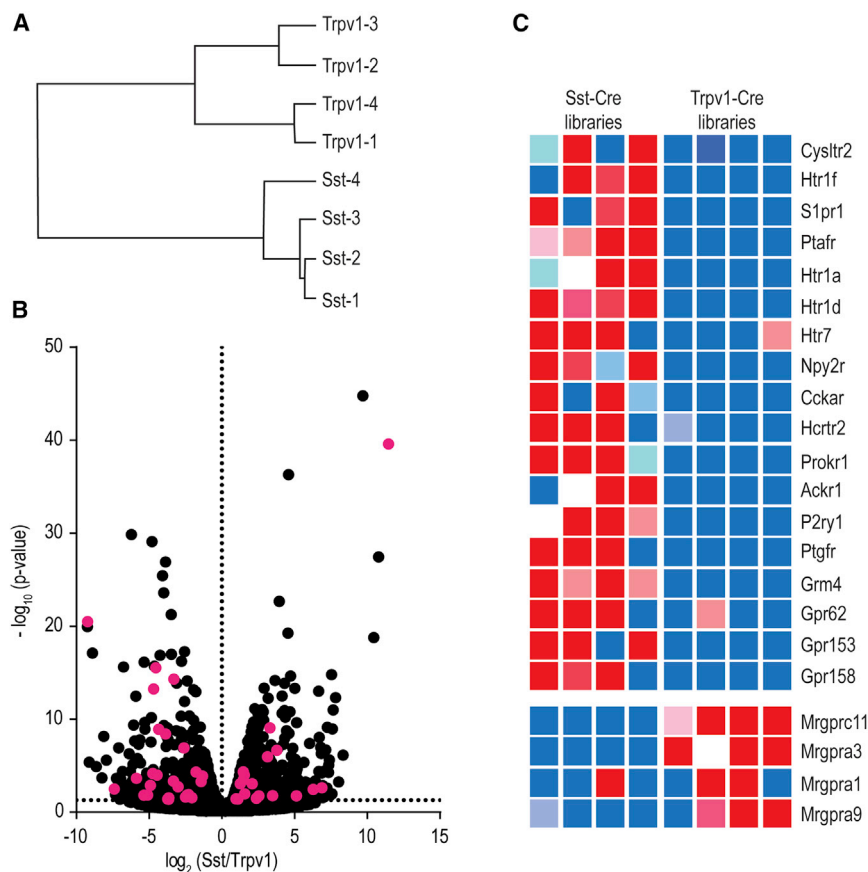 A
Trpv1-3
Trpv1-2
Trpv1-4
Trpv1-1
Sst-4
Sst-3
Sst-2
Sst-1
B
50
40
30
20
10
0
-10
-5
0
5
10
15
- log10 (p-value)
log2 (Sst/Trpv1)
C
Sst-Cre
libraries
Trpv1-Cre
libraries
Cysltr2
Htr1f
S1pr1
Ptafr
Htr1a
Htr1d
Htr7
Npy2r
Cckar
Hcrtr2
Prokr1
Ackr1
P2ry1
Ptgfr
Grm4
Gpr62
Gpr153
Gpr158
Mrgprc11
Mrgpra3
Mrgpra1
Mrgpra9